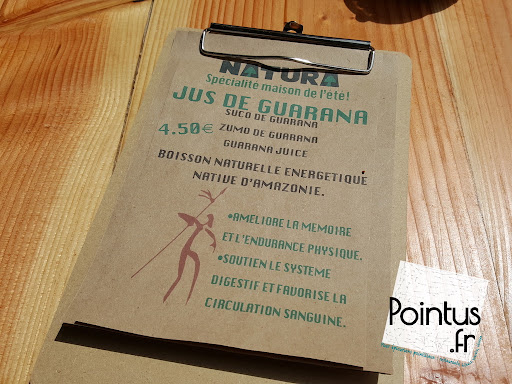 NATURA
Spécialité maison de l'été!
JUS DE GUARANA
SUCO DE GUARANA
4.50€ ZUMO DE GUARANA
GUARANA JUICE
BOISSON NATURELLE ENERGETIQUE
NATIVE D'AMAZONIE.
•AMELIORE LA MEMOIRE
ET L'ENDURANCE PHYSIQUE.
•SOUTIEN LE SYSTEME
DIGESTIF ET FAVORISE LA
CIRCULATION SANGUINE.
Pointus
.fr